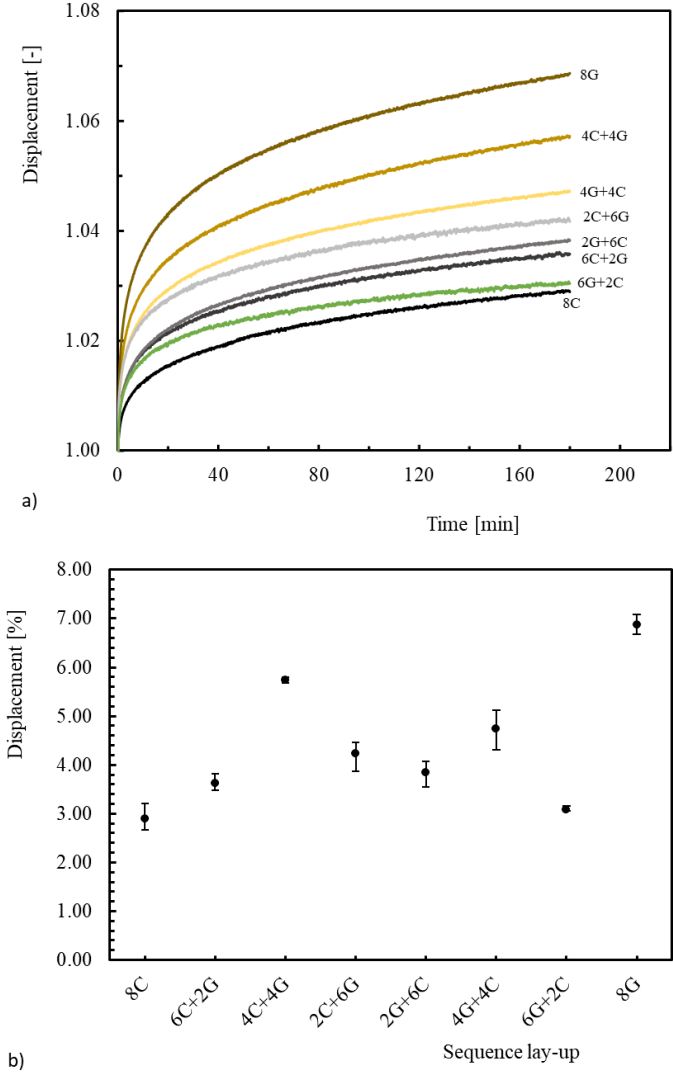 1.08
Displacement [-]
1.06
1.04
1.02
1.00
8G
4C+4G
4G+4C
2C+6G
2G+6C
6C+2G
6G+2C
8C
0
40
80
120
160
200
a)
Time [min]
8.00
Displacement [%]
7.00
6.00
5.00
4.00
3.00
2.00
1.00
0.00
8C
6C+2G
4C+4G
2C+6G
2G+6C
4G+4C
6G+2C
8G
b)
Sequence lay-up